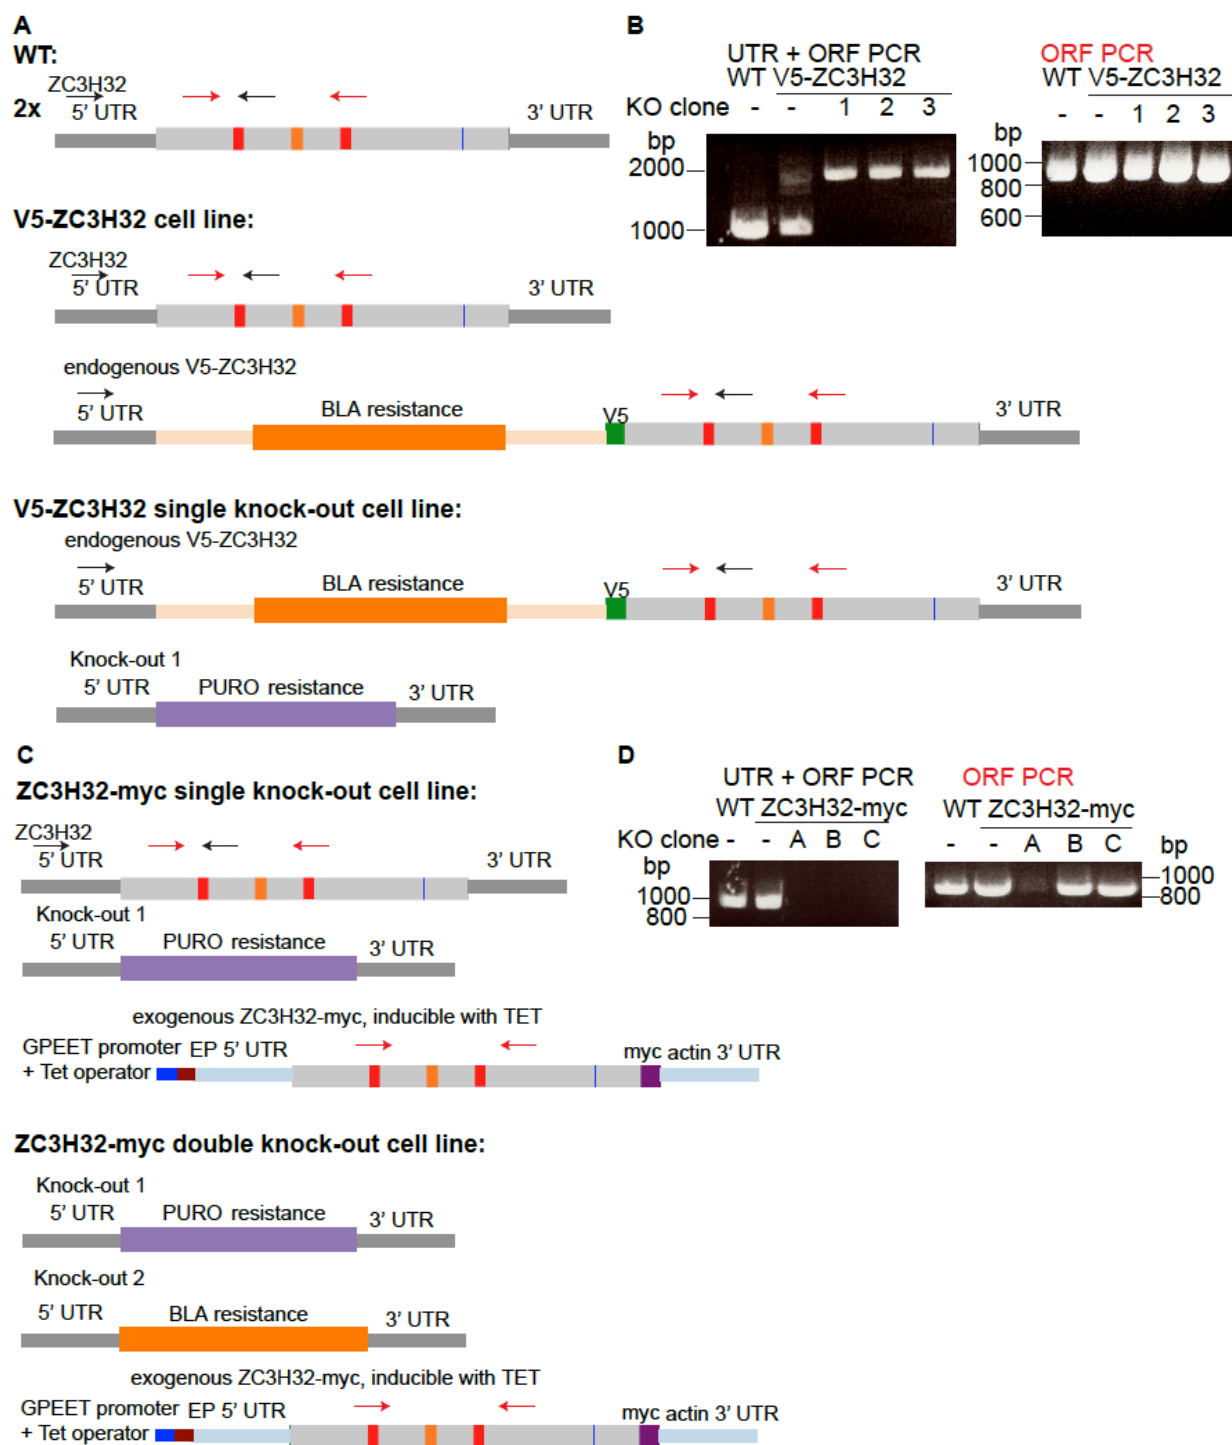 A
WT:
ZC3H32
2x
5' UTR
3' UTR
V5-ZC3H32 cell line:
ZC3H32
5' UTR
3' UTR
endogenous V5-ZC3H32
5' UTR
BLA resistance
V5
3' UTR
V5-ZC3H32 single knock-out cell line:
endogenous V5-ZC3H32
5' UTR
BLA resistance
V5
3' UTR
Knock-out 1
5' UTR
PURO resistance
3' UTR
B
UTR + ORF PCR
WT V5-ZC3H32
KO clone - - 1 2 3
bp
2000
1000
ORF PCR
WT V5-ZC3H32
- - 1 2 3
1000
800
600
C
ZC3H32-myc single knock-out cell line:
ZC3H32
5' UTR
3' UTR
Knock-out 1
5' UTR
PURO resistance
3' UTR
exogenous ZC3H32-myc, inducible with TET
GPEET promoter EP 5' UTR
+ Tet operator
myc actin 3' UTR
ZC3H32-myc double knock-out cell line:
Knock-out 1
5' UTR
PURO resistance
3' UTR
Knock-out 2
5' UTR
BLA resistance
3' UTR
exogenous ZC3H32-myc, inducible with TET
GPEET promoter EP 5' UTR
+ Tet operator
myc actin 3' UTR
D
UTR + ORF PCR
WT ZC3H32-myc
KO clone - - A B C
bp
1000
800
ORF PCR
WT ZC3H32-myc
- - A B C
bp
1000
800